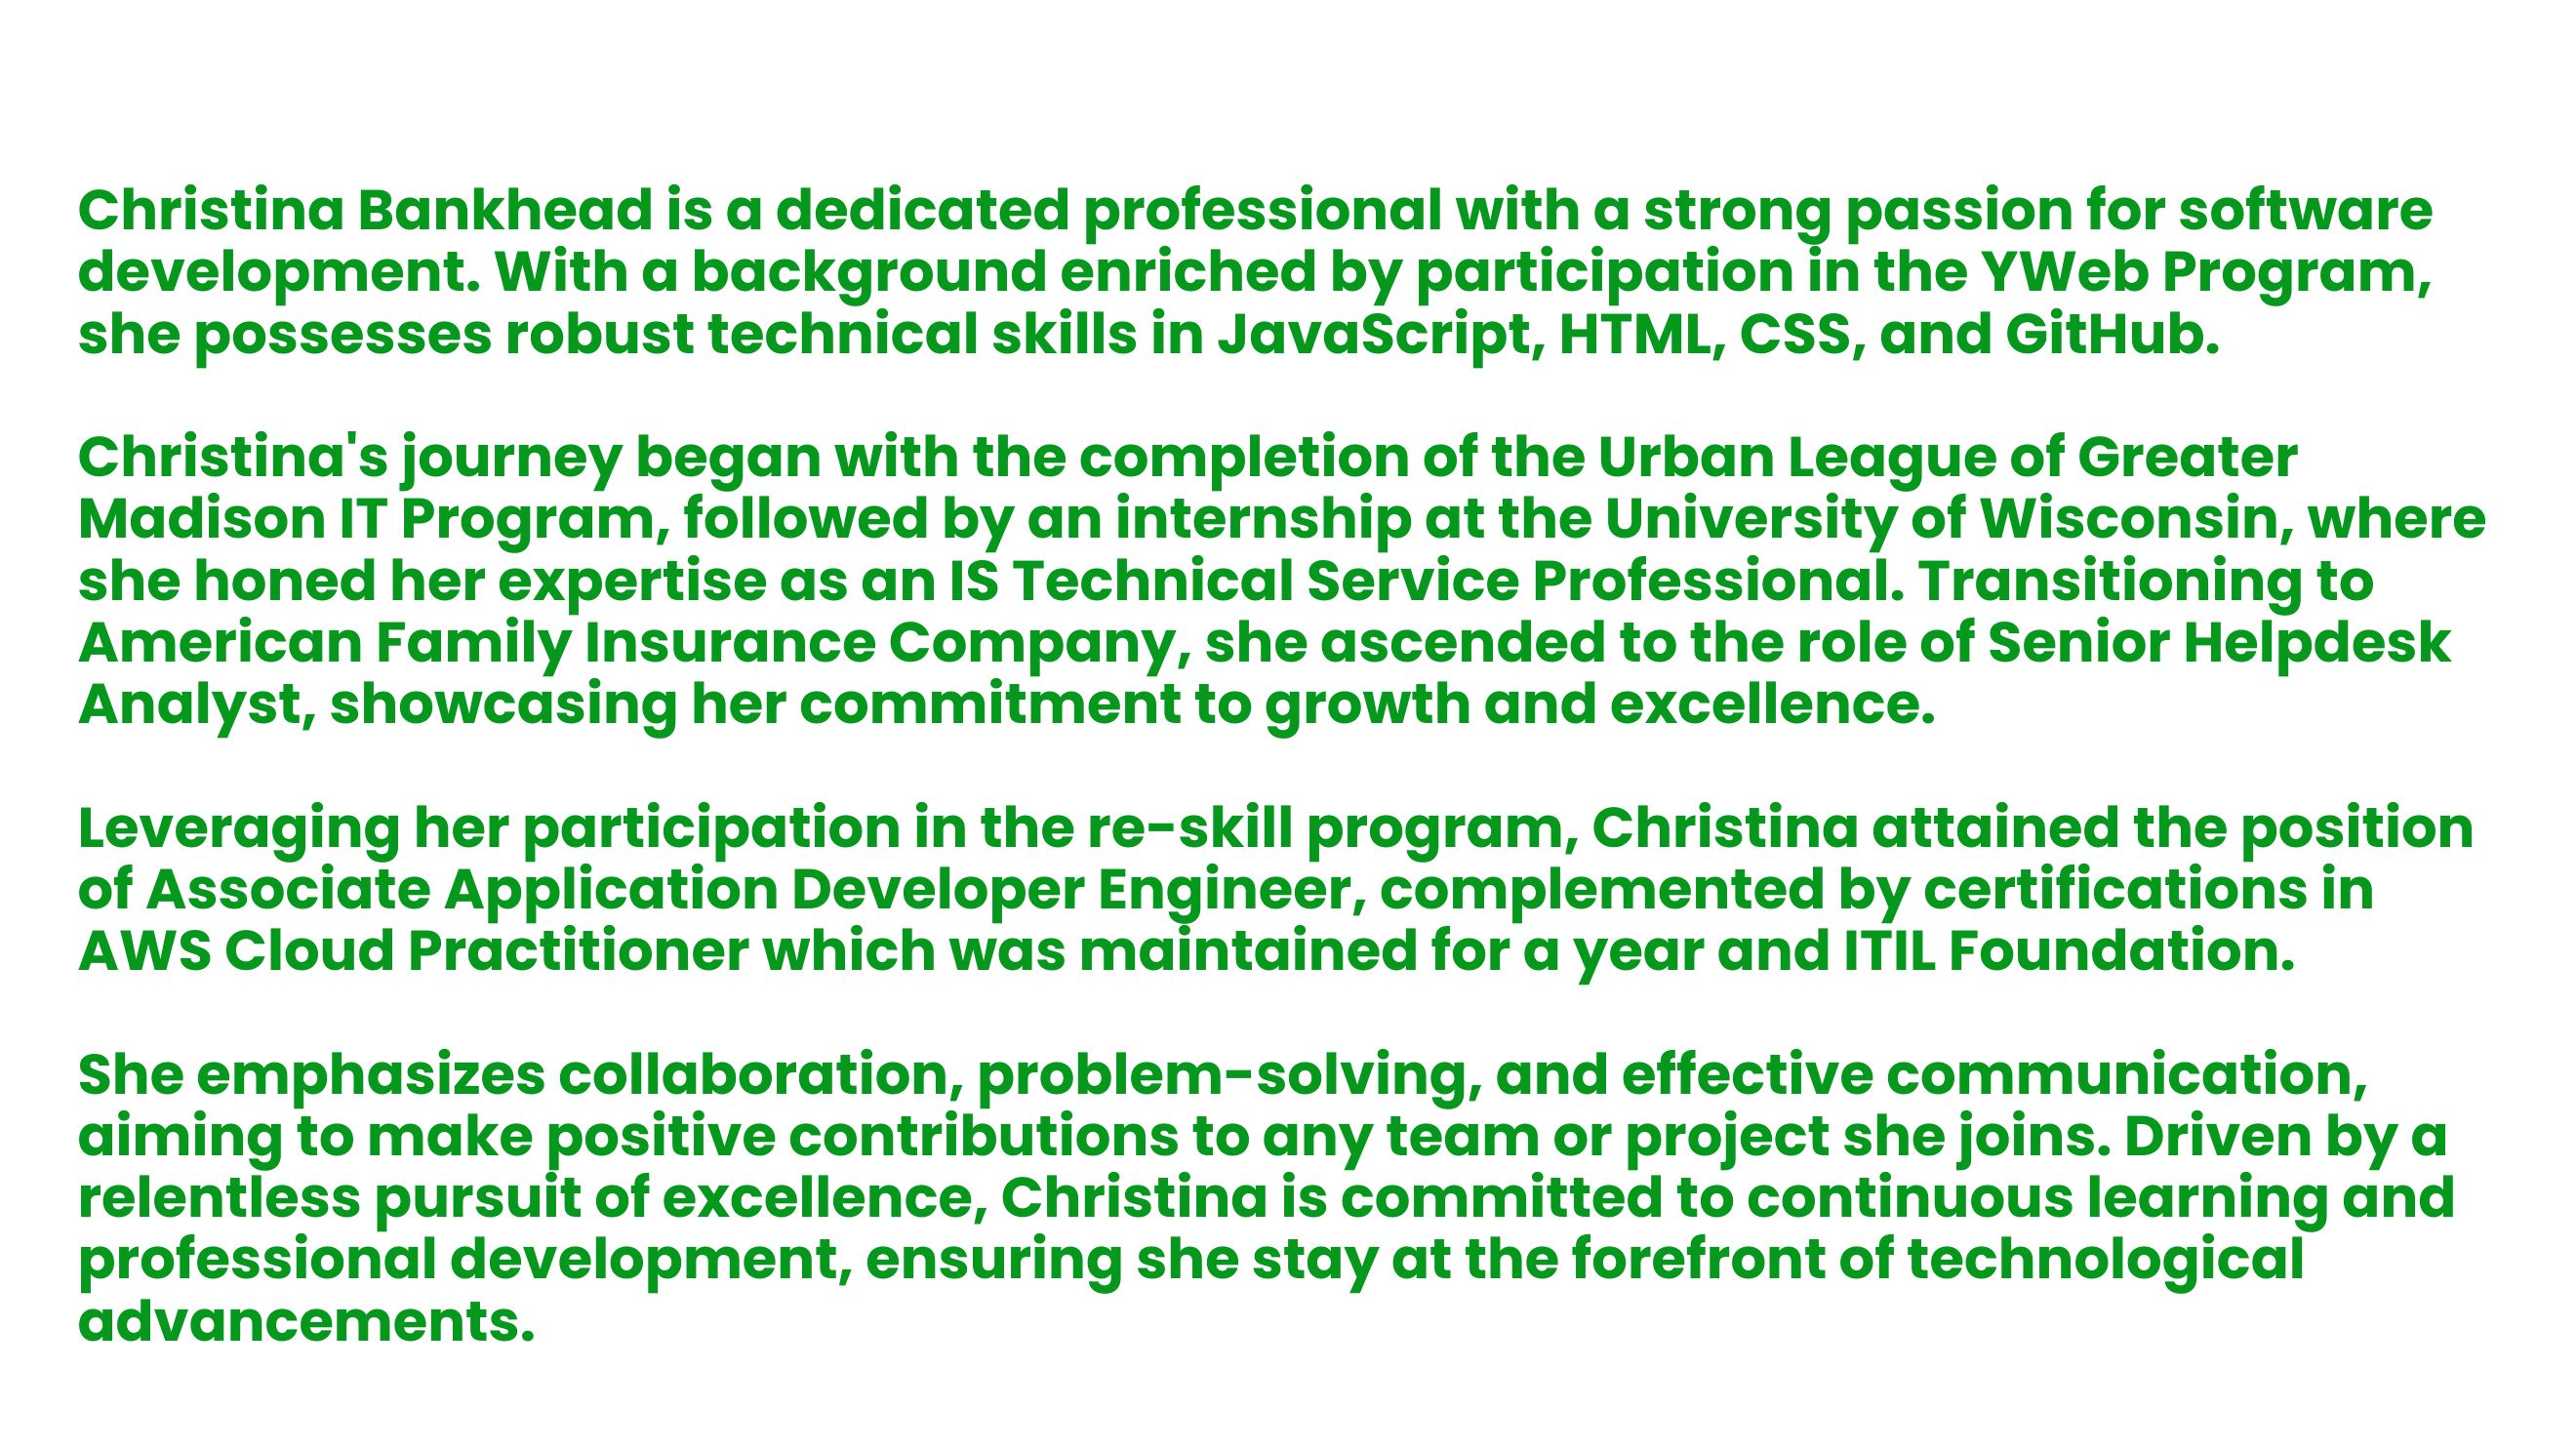 Christina Bankhead is a dedicated professional with a strong passion for software
development. With a background enriched by participation in the YWeb Program,
she possesses robust technical skills in JavaScript, HTML, CSS, and GitHub.
Christina's journey began with the completion of the Urban League of Greater
Madison IT Program, followed by an internship at the University of Wisconsin, where
she honed her expertise as an IS Technical Service Professional. Transitioning to
American Family Insurance Company, she ascended to the role of Senior Helpdesk
Analyst, showcasing her commitment to growth and excellence.
Leveraging her participation in the re-skill program, Christina attained the position
of Associate Application Developer Engineer, complemented by certifications in
AWS Cloud Practitioner which was maintained for a year and ITIL Foundation.
She emphasizes collaboration, problem-solving, and effective communication,
aiming to make positive contributions to any team or project she joins. Driven by a
relentless pursuit of excellence, Christina is committed to continuous learning and
professional development, ensuring she stay at the forefront of technological
advancements.